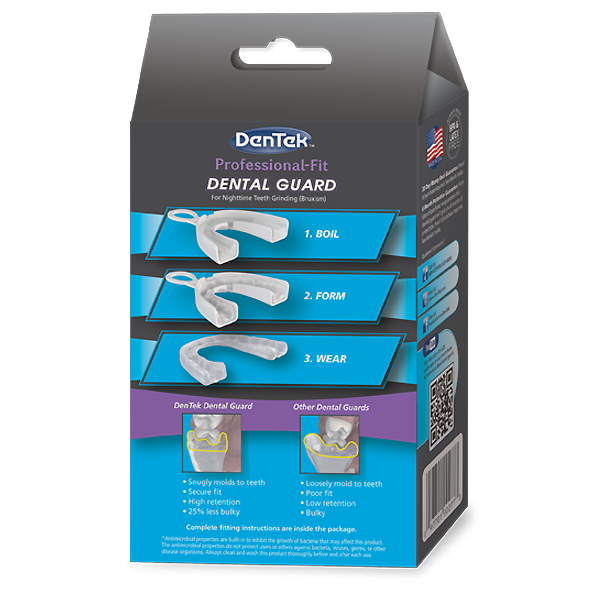 DenTek™
Professional-Fit
DENTAL GUARD
For Nighttime Teeth Grinding (Bruxism)
1. BOIL
2. FORM
3. WEAR
DenTek Dental Guard
• Snugly molds to teeth
• Secure fit
• High retention
• 25% less bulky
Other Dental Guards
• Loosely mold to teeth
• Poor fit
• Low retention
• Bulky
Complete fitting instructions are inside the package.
*Antimicrobial properties are built-in to inhibit the growth of bacteria that may affect this product.
The antimicrobial properties do not protect users or others against bacteria, viruses, germs, or other
disease organisms. Always clean and wash this product thoroughly before and after each use.
BPA &
LATEX
FREE